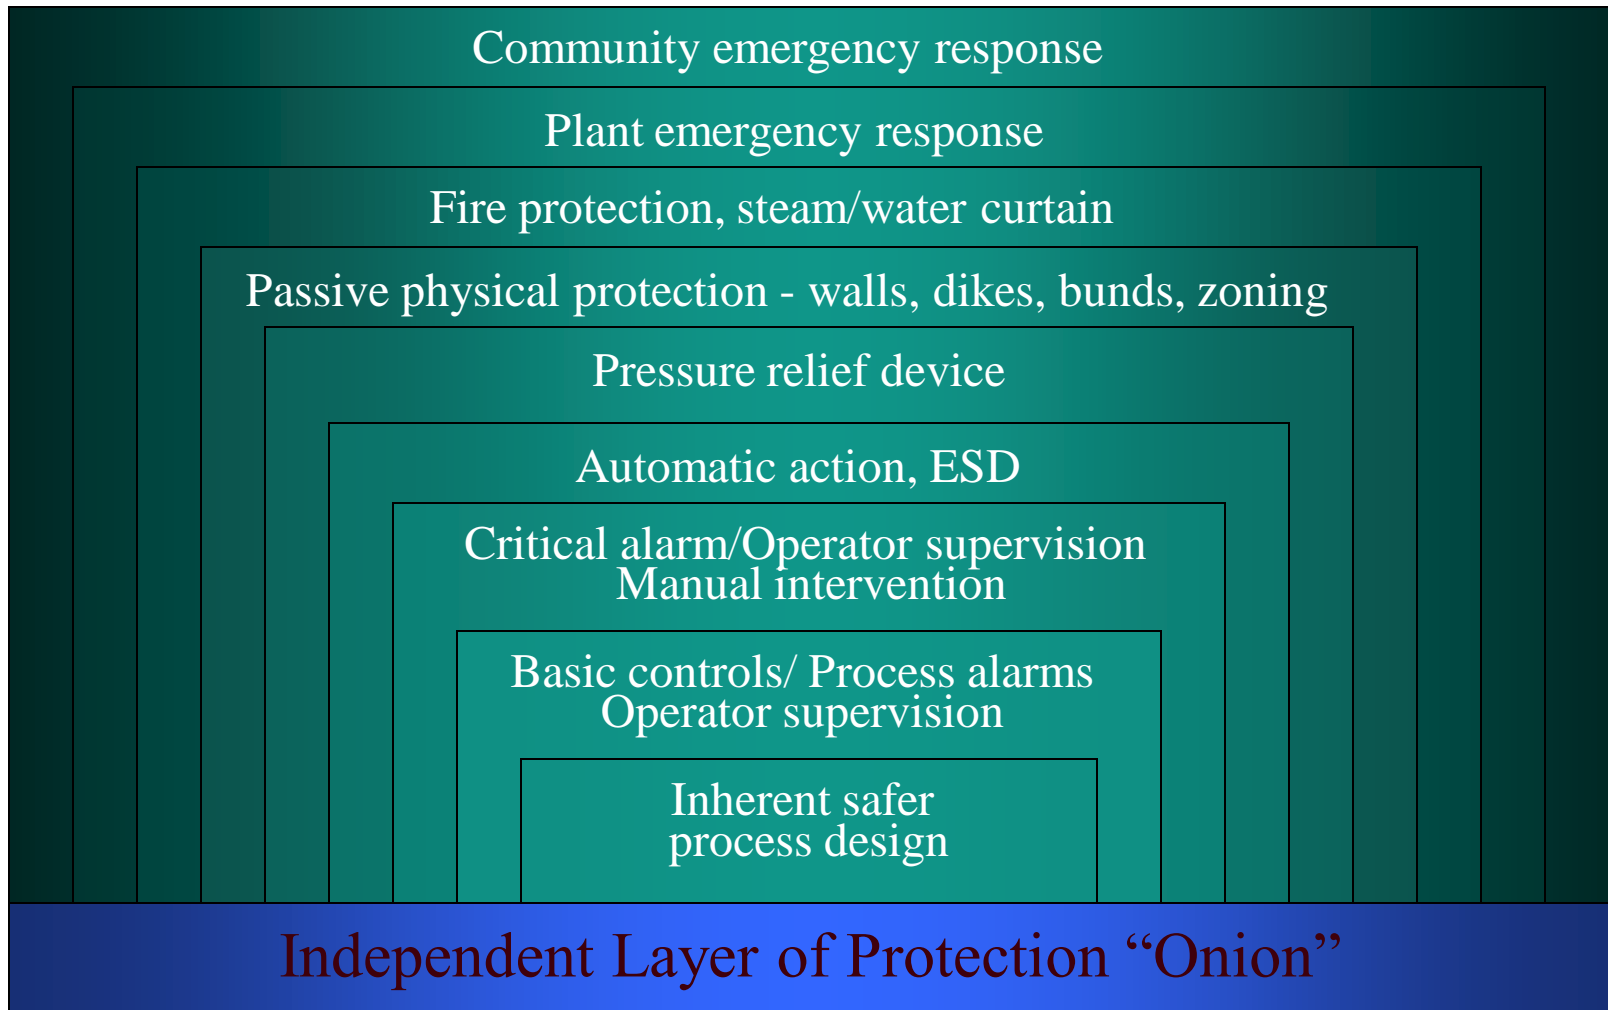 Community emergency response
Plant emergency response
Fire protection, steam/water curtain
Passive physical protection - walls, dikes, bunds, zoning
Pressure relief device
Automatic action, ESD
Critical alarm/Operator supervision
Manual intervention
Basic controls/ Process alarms
Operator supervision
Inherent safer
process design
Independent Layer of Protection “Onion”